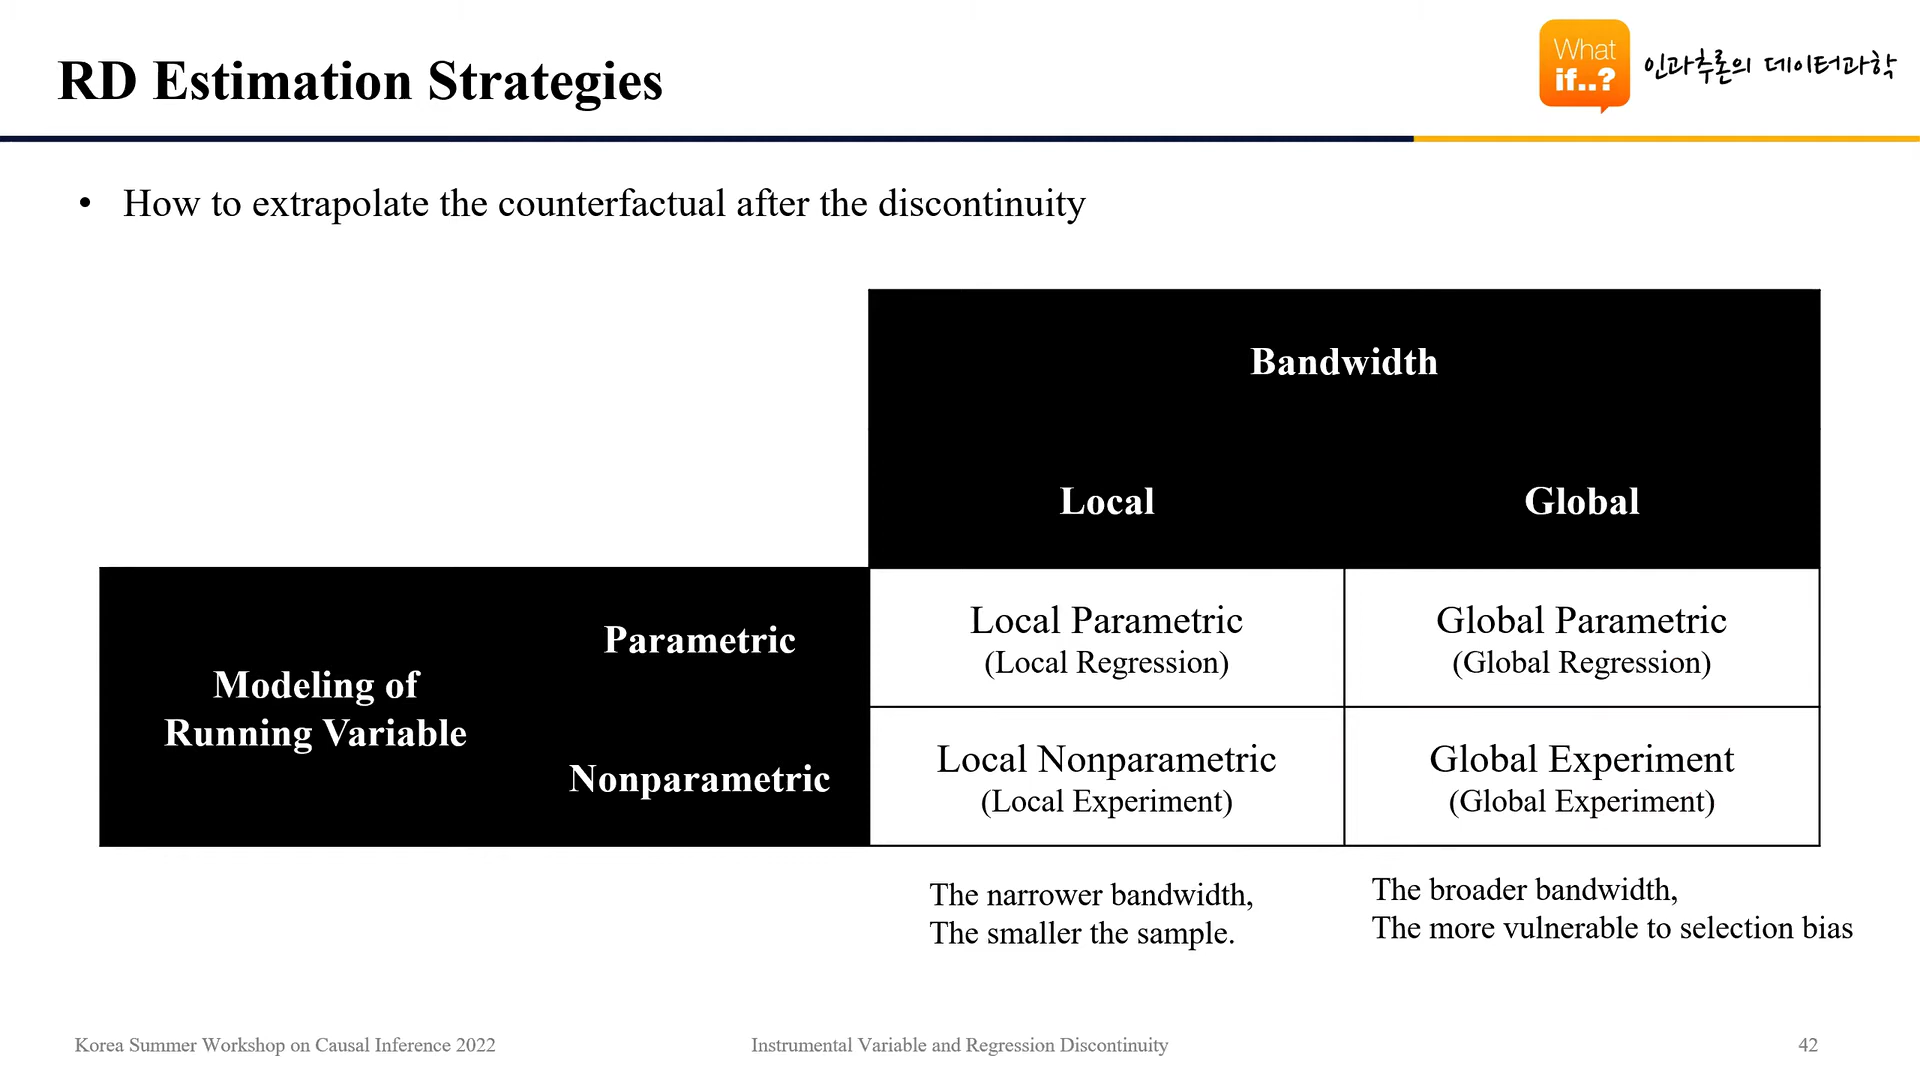 RD Estimation Strategies
What
if..?
인과추론의 데이터과학
• How to extrapolate the counterfactual after the discontinuity
Bandwidth
Local
Global
Modeling of
Running Variable
Parametric
Local Parametric
(Local Regression)
Global Parametric
(Global Regression)
Nonparametric
Local Nonparametric
(Local Experiment)
Global Experiment
(Global Experiment)
The narrower bandwidth,
The smaller the sample.
The broader bandwidth,
The more vulnerable to selection bias
Korea Summer Workshop on Causal Inference 2022
Instrumental Variable and Regression Discontinuity
42